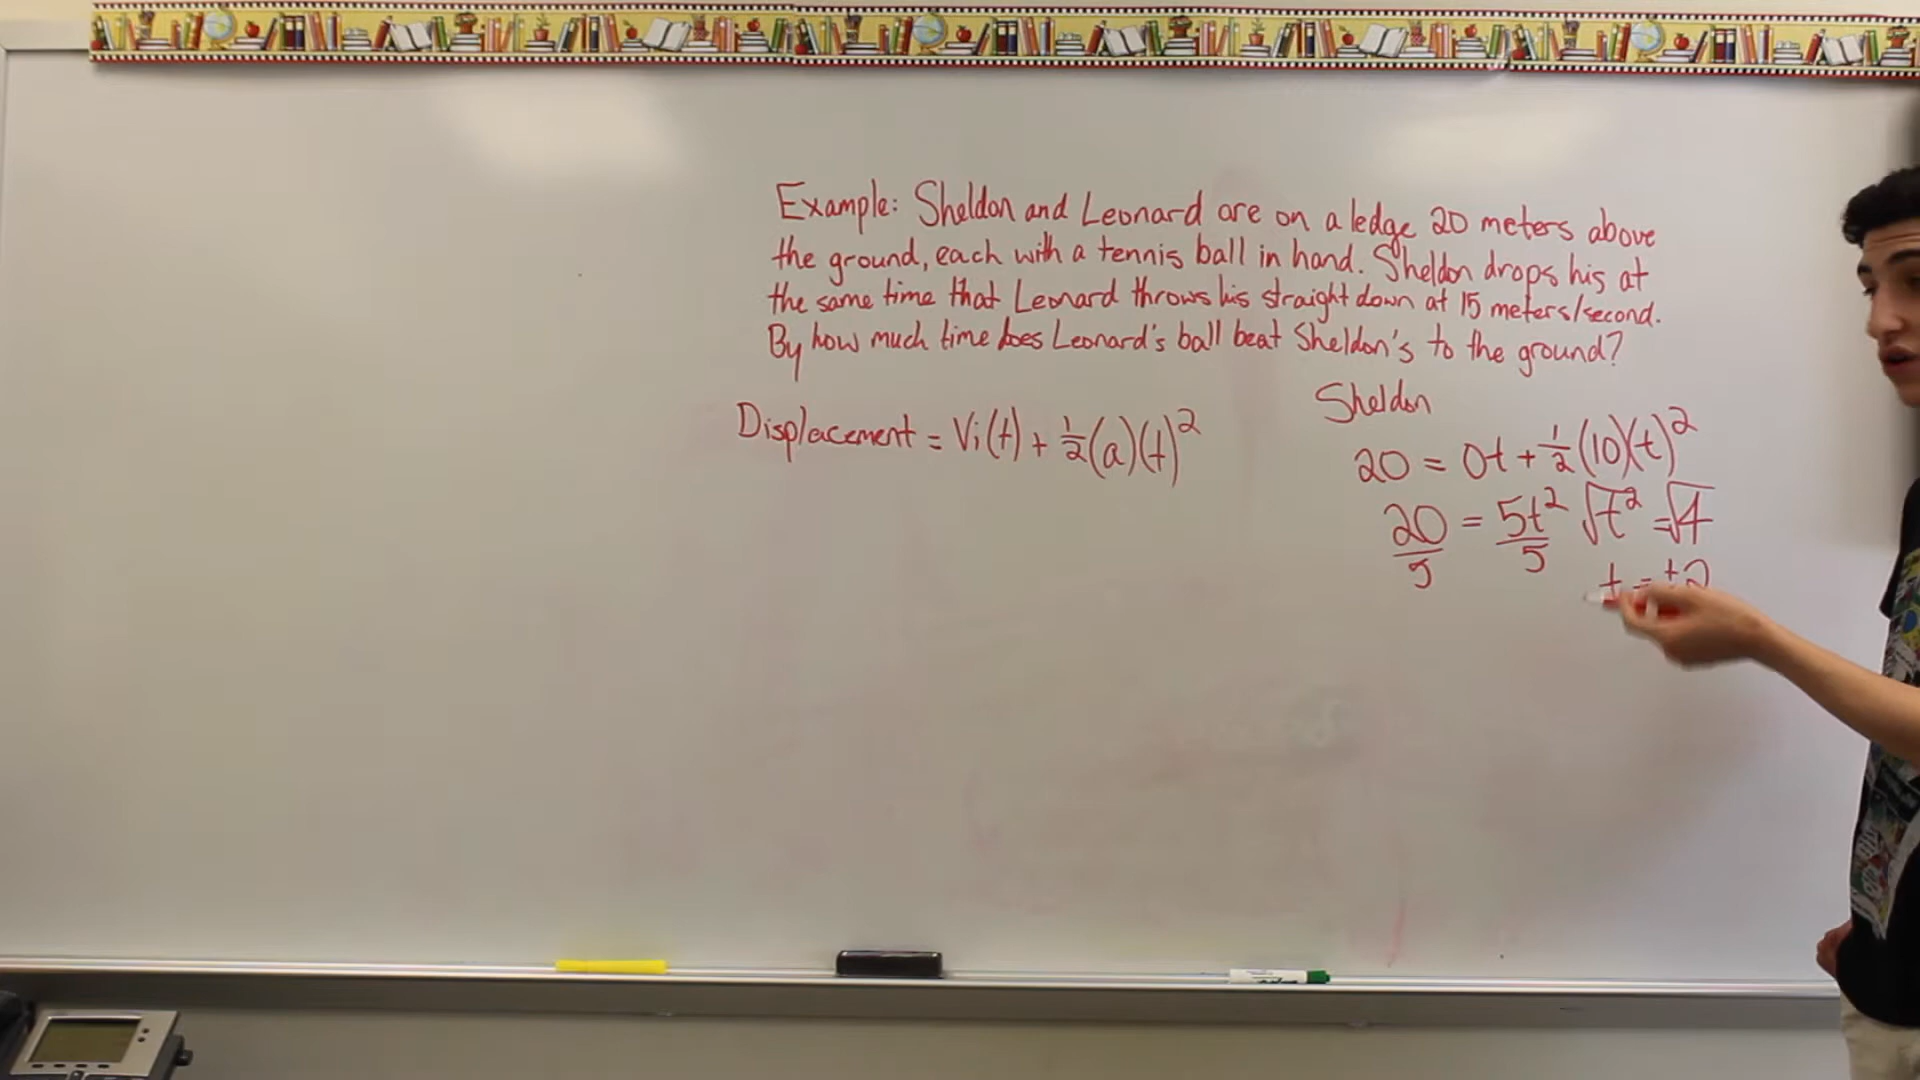 Example: Sheldon and Leonard are on a ledge 20 meters above
the ground, each with a tennis ball in hand. Sheldon drops his at
the same time that Leonard throws his straight down at 15 meters/second.
By how much time does Leonard's ball beat Sheldon's to the ground?
Displacement = Vi(t) + ½(a)(t)²
Sheldon
20 = 0t + ½(10)(t)²
20/5 = 5t²/5 √t² = √4
t = ±2